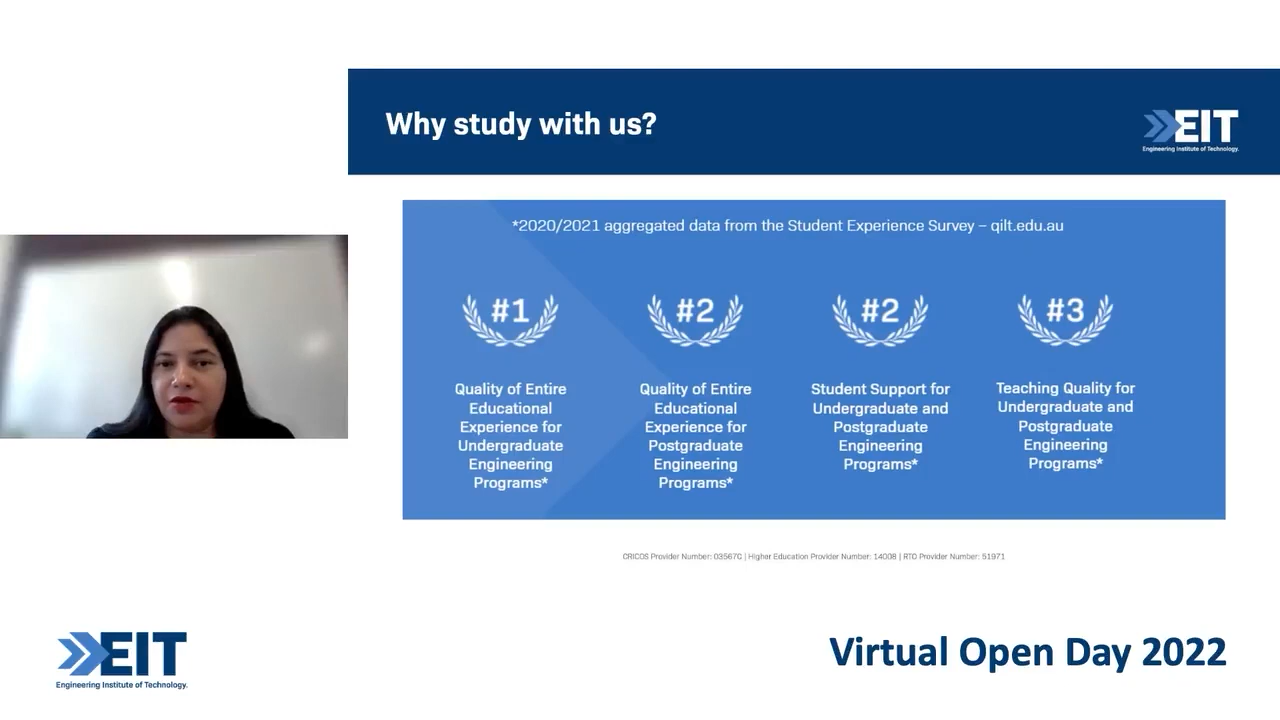 Why study with us?
EIT
Engineering Institute of Technology.
*2020/2021 aggregated data from the Student Experience Survey – qilt.edu.au
#1
Quality of Entire
Educational
Experience for
Undergraduate
Engineering
Programs*
#2
Quality of Entire
Educational
Experience for
Postgraduate
Engineering
Programs*
#2
Student Support for
Undergraduate and
Postgraduate
Engineering
Programs*
#3
Teaching Quality for
Undergraduate and
Postgraduate
Engineering
Programs*
CRICOS Provider Number: 03567C | Higher Education Provider Number: 14008 | RTO Provider Number: 51971
EIT
Engineering Institute of Technology.
Virtual Open Day 2022